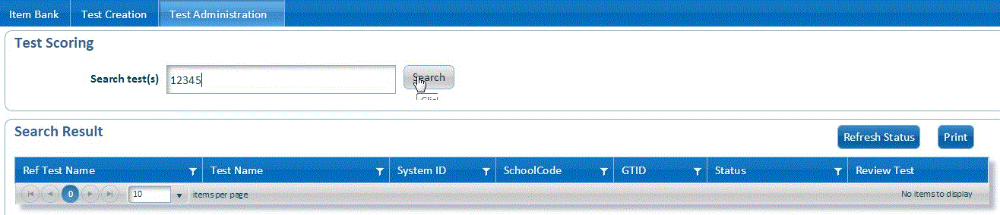 Item Bank Test Creation Test Administration
Test Scoring
Search test(s) 12345 Search
Search Result
Refresh Status Print
Ref Test Name Test Name System ID SchoolCode GTID Status Review Test
0 10 items per page No items to display